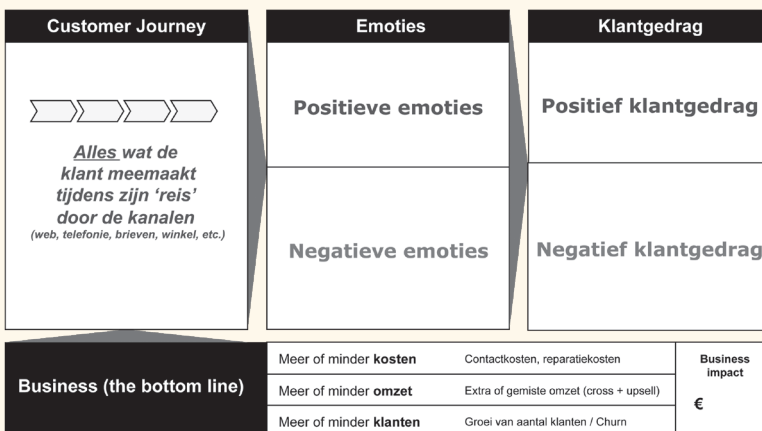 Customer Journey
Alles wat de
klant meemaakt
tijdens zijn ‘reis’
door de kanalen
(web, telefonie, brieven, winkel, etc.)
Emoties
Positieve emoties
Negatieve emoties
Klantgedrag
Positief klantgedrag
Negatief klantgedrag
Business (the bottom line)
Meer of minder kosten Contactkosten, reparatiekosten
Meer of minder omzet Extra of gemiste omzet (cross + upsell)
Meer of minder klanten Groei van aantal klanten / Churn
Business
impact
€